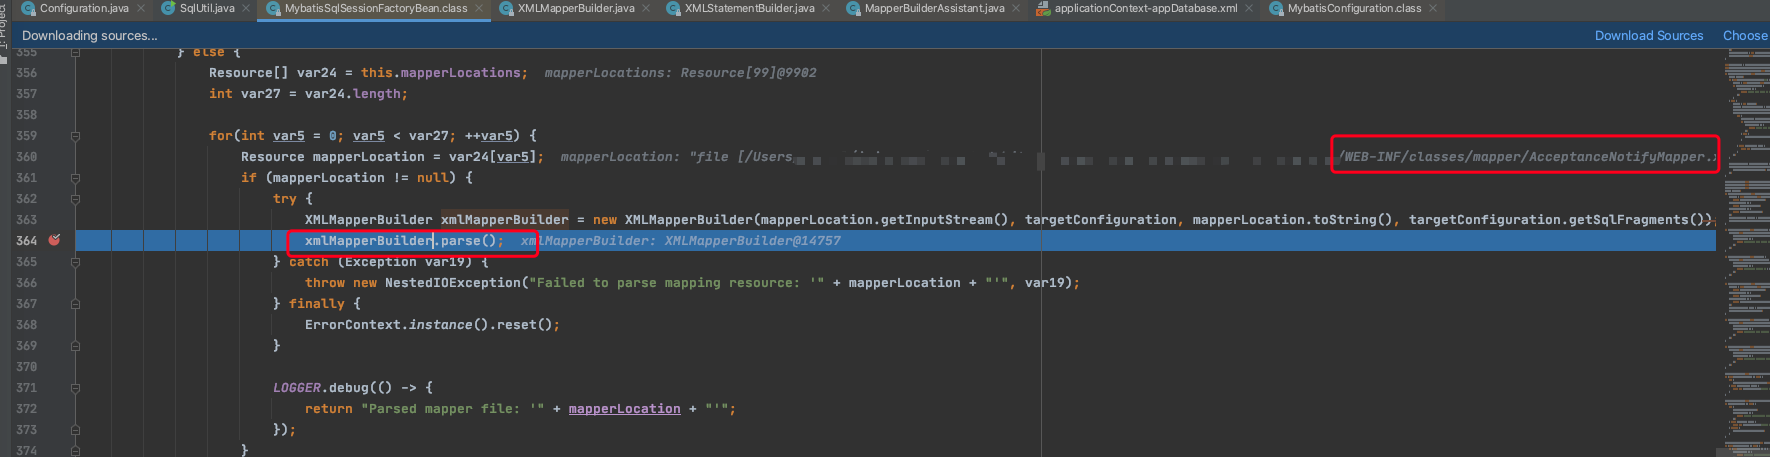 Configuration.java SqlUtil.java MybatisSqlSessionFactoryBean.class XMLMapperBuilder.java XMLStatementBuilder.java MapperBuilderAssistant.java applicationContext-appDatabase.xml MybatisConfiguration.class
1: Project
Downloading sources... Download Sources Choose
355 } else {
356 Resource[] var24 = this.mapperLocations; mapperLocations: Resource[99]@9902
357 int var27 = var24.length;
358
359 for(int var5 = 0; var5 < var27; ++var5) {
360 Resource mapperLocation = var24[var5]; mapperLocation: "file [/Users /WEB-INF/classes/mapper/AcceptanceNotifyMapper.x
361 if (mapperLocation != null) {
362 try {
363 XMLMapperBuilder xmlMapperBuilder = new XMLMapperBuilder(mapperLocation.getInputStream(), targetConfiguration, mapperLocation.toString(), targetConfiguration.getSqlFragments())
364 xmlMapperBuilder.parse(); xmlMapperBuilder: XMLMapperBuilder@14757
365 } catch (Exception var19) {
366 throw new NestedIOException("Failed to parse mapping resource: '" + mapperLocation + "'", var19);
367 } finally {
368 ErrorContext.instance().reset();
369 }
370
371 LOGGER.debug(() -> {
372 return "Parsed mapper file: '" + mapperLocation + "'";
373 });
374 }